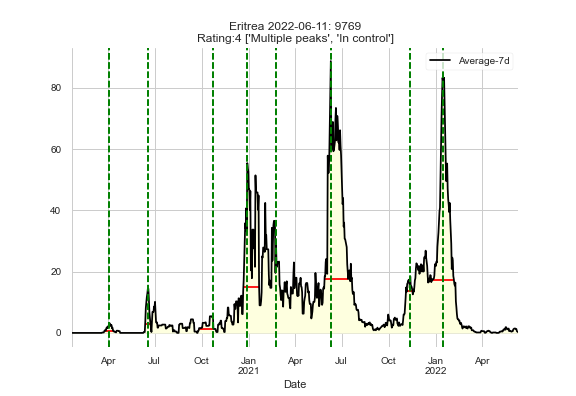 Eritrea 2022-06-11: 9769
Rating:4 ['Multiple peaks', 'In control']
Average-7d
80
60
40
20
0
Apr
Jul
Oct
Jan
2021
Apr
Jul
Oct
Jan
2022
Apr
Date